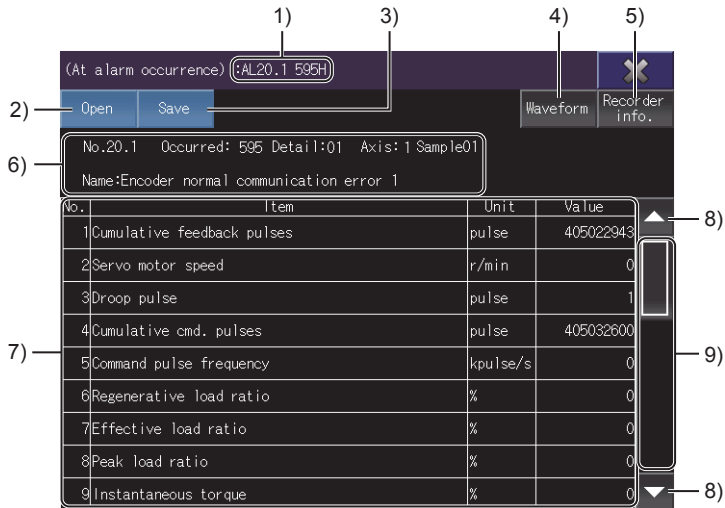 1) 3) 4) 5)
(At alarm occurrence) :AL20.1 595H
2) Open Save Waveform Recorder info.
6) No.20.1 Occurred: 595 Detail:01 Axis: 1 Sample01
Name:Encoder normal communication error 1
No. Item Unit Value
8)
1 Cumulative feedback pulses pulse 405022943
2 Servo motor speed r/min 0
3 Droop pulse pulse 1
4 Cumulative cmd. pulses pulse 405032600
7) 9)
5 Command pulse frequency kpulse/s 0
6 Regenerative load ratio % 0
7 Effective load ratio % 0
8 Peak load ratio % 0
9 Instantaneous torque % 0
8)